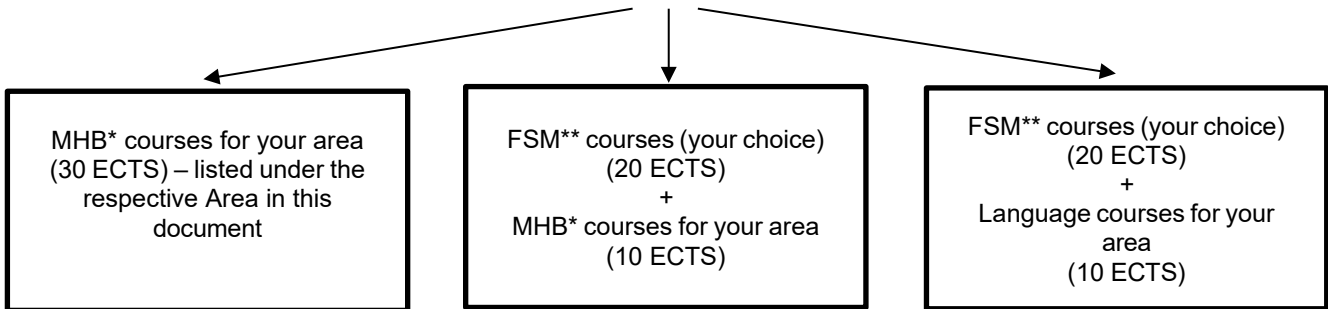 MHB* courses for your area
(30 ECTS) – listed under the
respective Area in this
document
FSM** courses (your choice)
(20 ECTS)
+
MHB* courses for your area
(10 ECTS)
FSM** courses (your choice)
(20 ECTS)
+
Language courses for your
area
(10 ECTS)